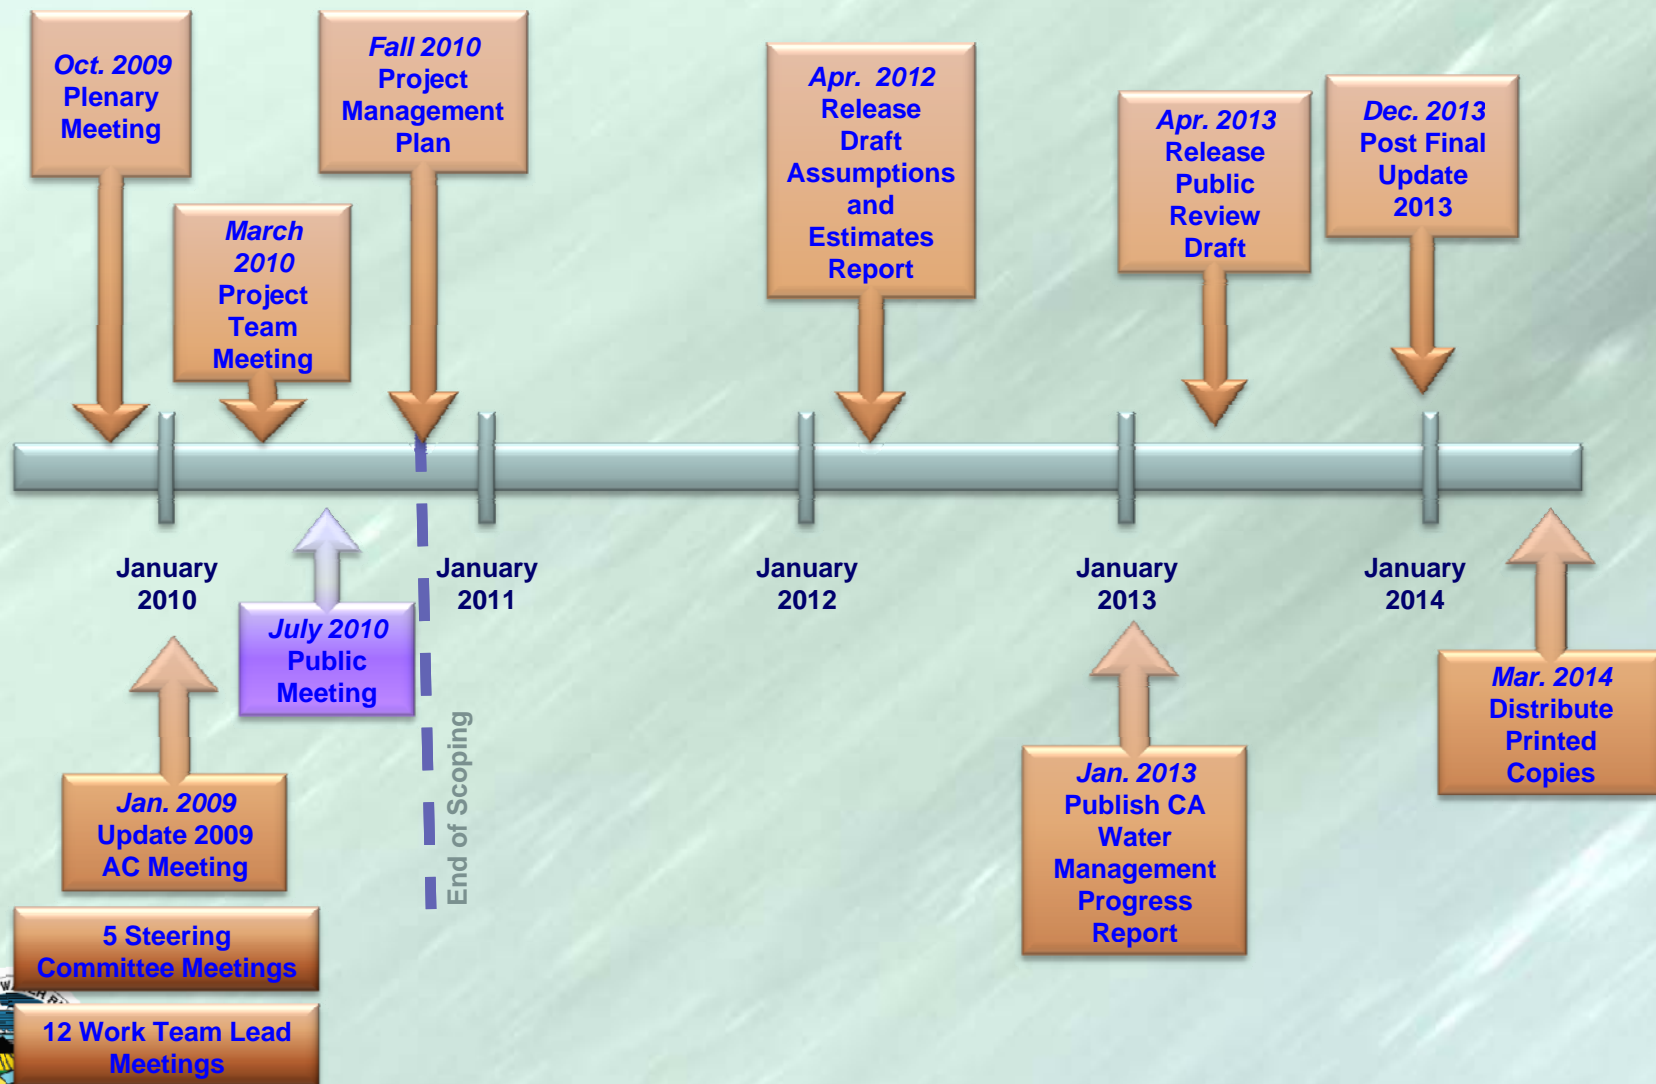 Oct. 2009
Plenary
Meeting
Fall 2010
Project
Management
Plan
March
2010
Project
Team
Meeting
Apr. 2012
Release
Draft
Assumptions
and
Estimates
Report
Apr. 2013
Release
Public
Review
Draft
Dec. 2013
Post Final
Update
2013
January
2010
January
2011
January
2012
January
2013
January
2014
July 2010
Public
Meeting
End of Scoping
Jan. 2009
Update 2009
AC Meeting
Jan. 2013
Publish CA
Water
Management
Progress
Report
Mar. 2014
Distribute
Printed
Copies
5 Steering
Committee Meetings
12 Work Team Lead
Meetings